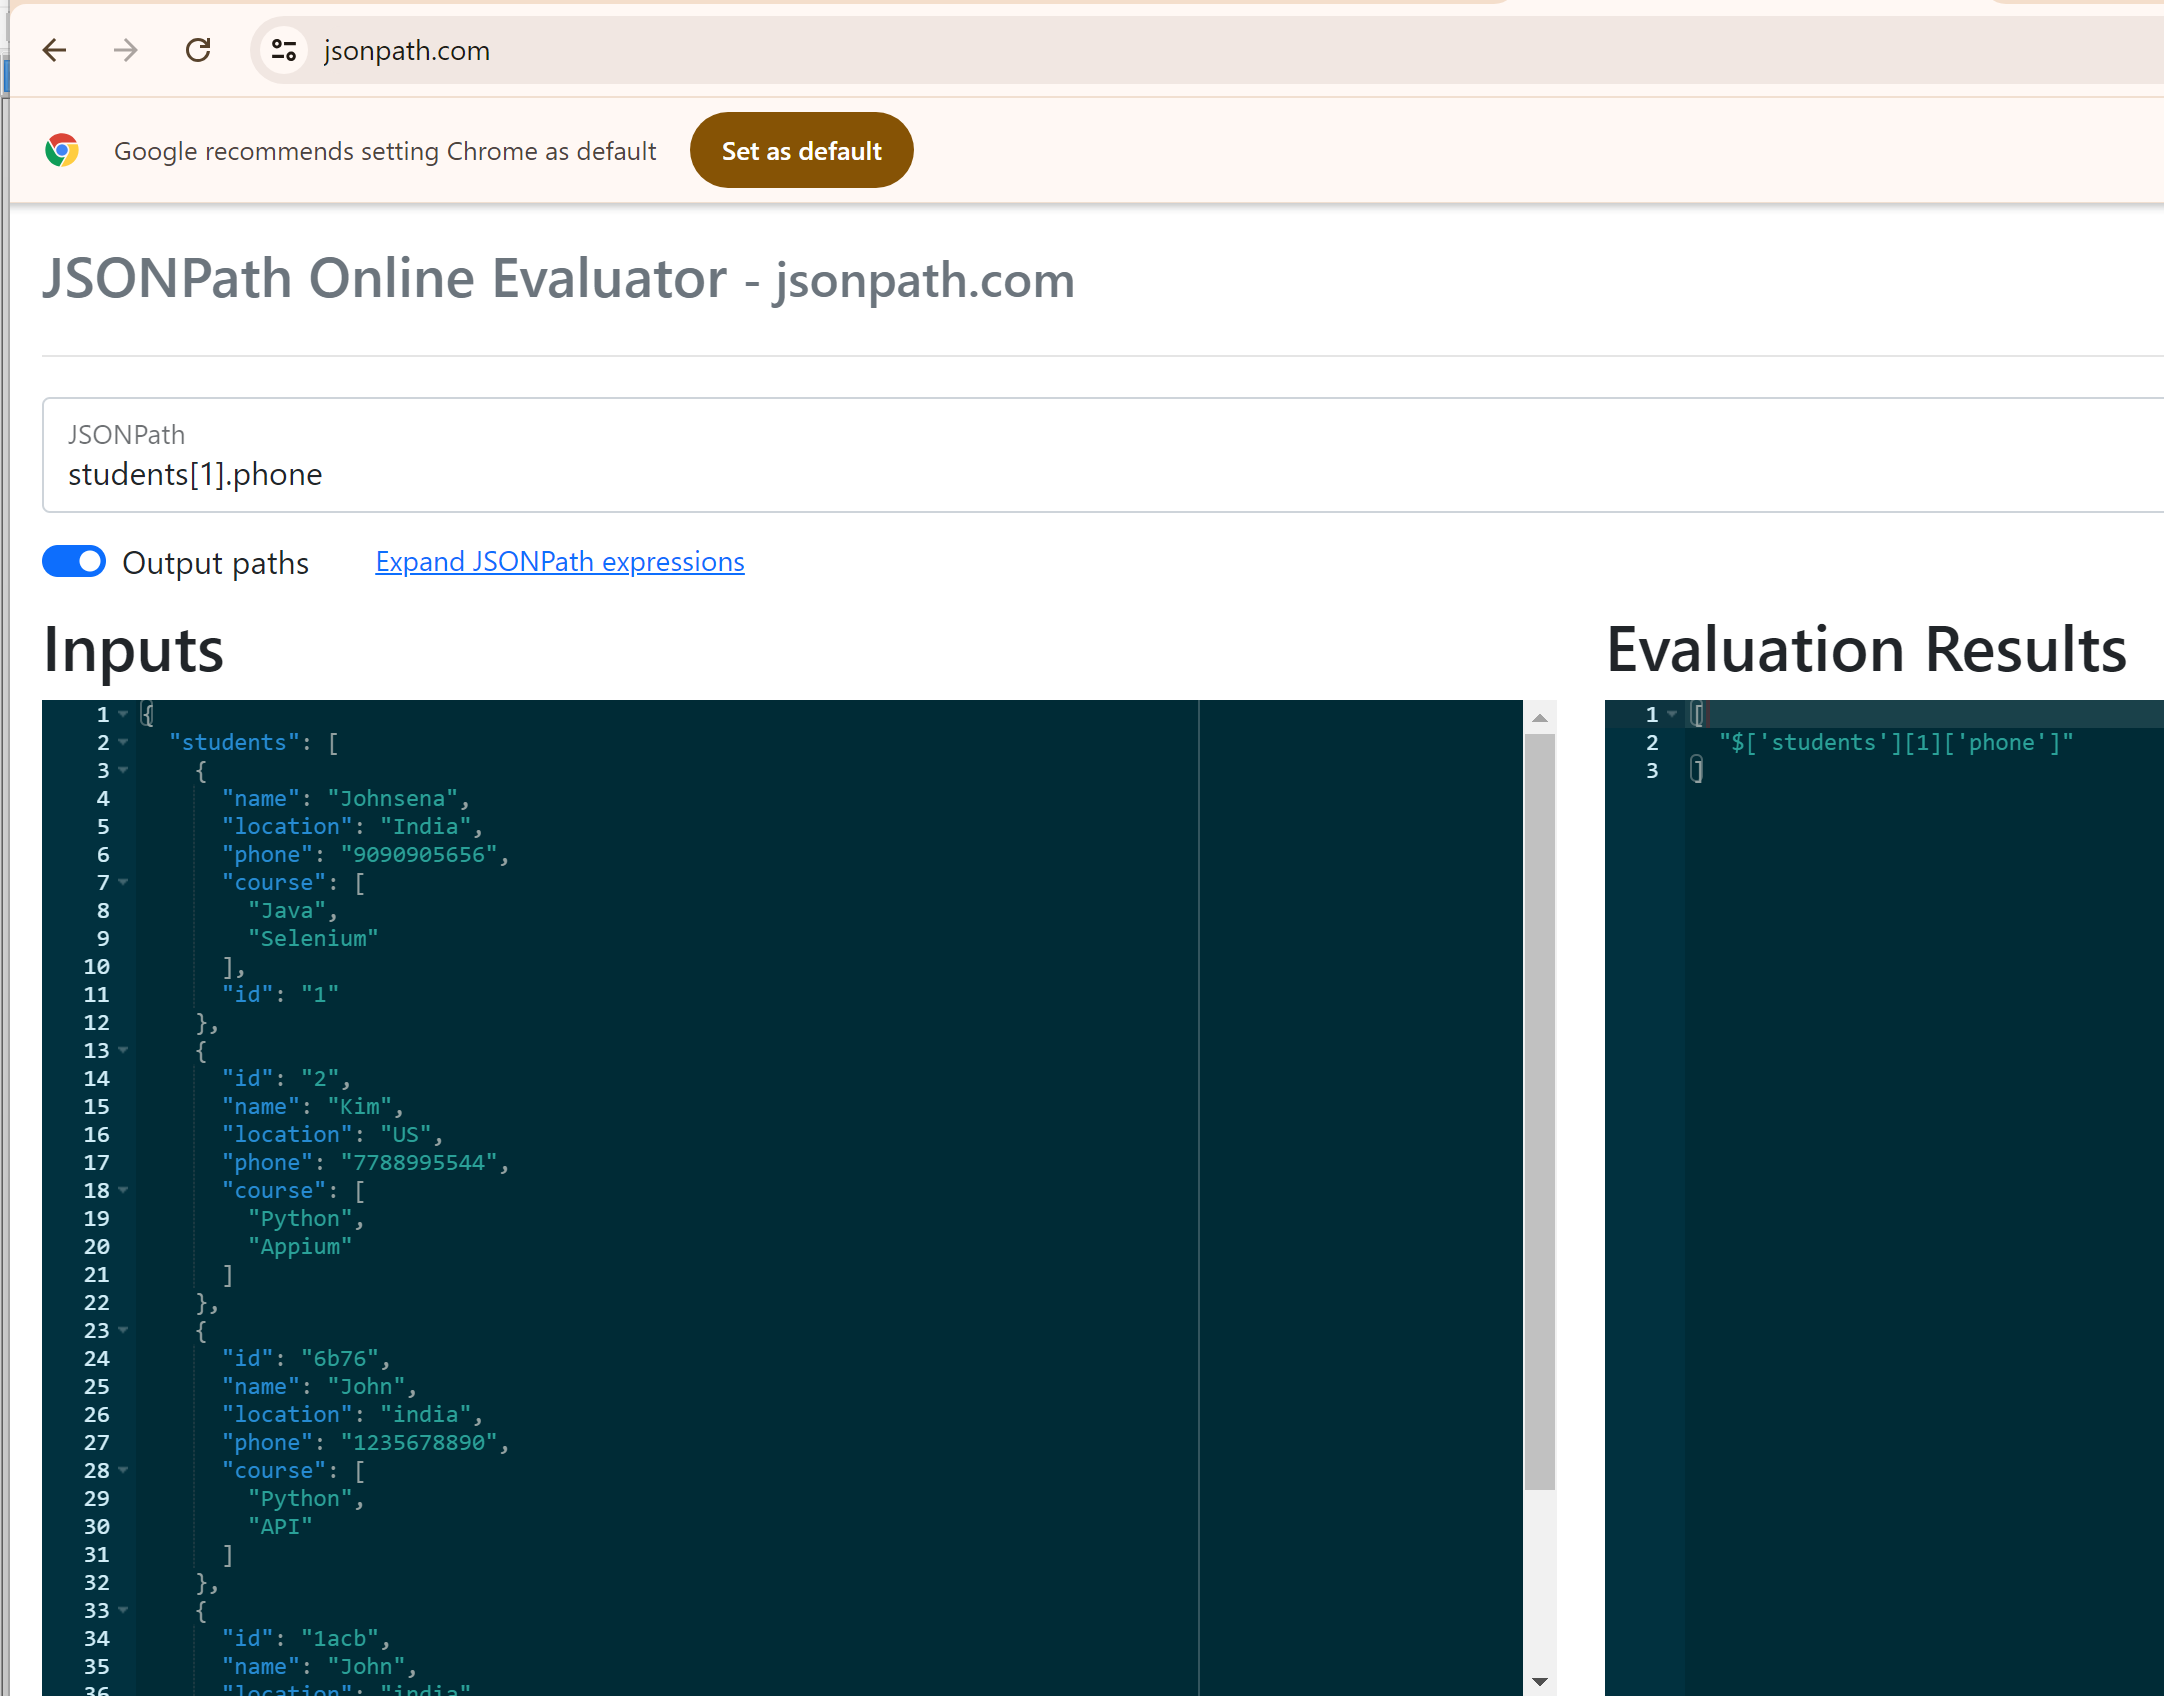 jsonpath.com
Google recommends setting Chrome as default
Set as default
JSONPath Online Evaluator - jsonpath.com
JSONPath
students[1].phone
Output paths
Expand JSONPath expressions
Inputs
1 {
2 "students": [
3 {
4 "name": "Johnsena",
5 "location": "India",
6 "phone": "9090905656",
7 "course": [
8 "Java",
9 "Selenium"
10 ],
11 "id": "1"
12 },
13 {
14 "id": "2",
15 "name": "Kim",
16 "location": "US",
17 "phone": "7788995544",
18 "course": [
19 "Python",
20 "Appium"
21 ]
22 },
23 {
24 "id": "6b76",
25 "name": "John",
26 "location": "india",
27 "phone": "1235678890",
28 "course": [
29 "Python",
30 "API"
31 ]
32 },
33 {
34 "id": "1acb",
35 "name": "John",
36 "location": "india"
Evaluation Results
1 [
2 "$['students'][1]['phone']"
3 ]